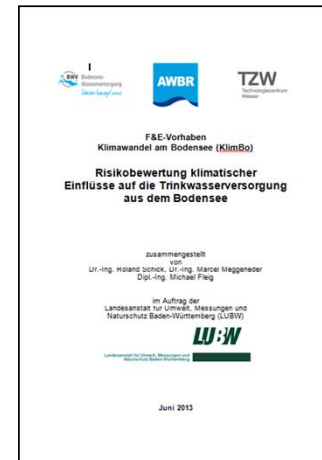 BWV Bodensee-
Wasserversorgung
AWBR
TZW
Technologiezentrum
Wasser
F&E-Vorhaben
Klimawandel am Bodensee (KlimBo)
Risikobewertung klimatischer
Einflüsse auf die Trinkwasserversorgung
aus dem Bodensee
zusammengestellt
von
Dr.-Ing. Roland Schick, Dr.-Ing. Marcel Meggeneder
Dipl.-Ing. Michael Fleig
im Auftrag der
Landesanstalt für Umwelt, Messungen und
Naturschutz Baden-Württemberg (LUBW)
LUBW
Landesanstalt für Umwelt, Messungen und
Naturschutz Baden-Württemberg
Juni 2013